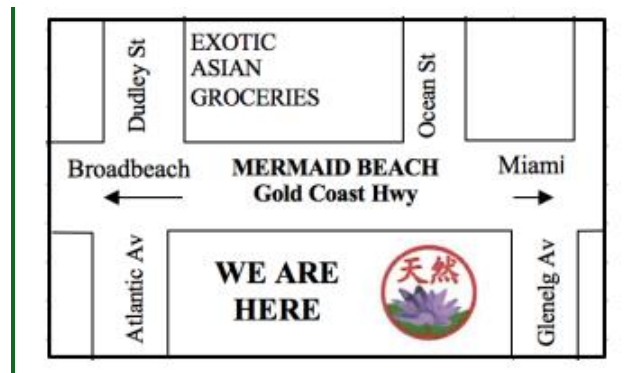 Dudley St
EXOTIC
ASIAN
GROCERIES
Ocean St
Broadbeach
MERMAID BEACH
Gold Coast Hwy
Miami
Atlantic Av
WE ARE
HERE
天然
Glenelg Av